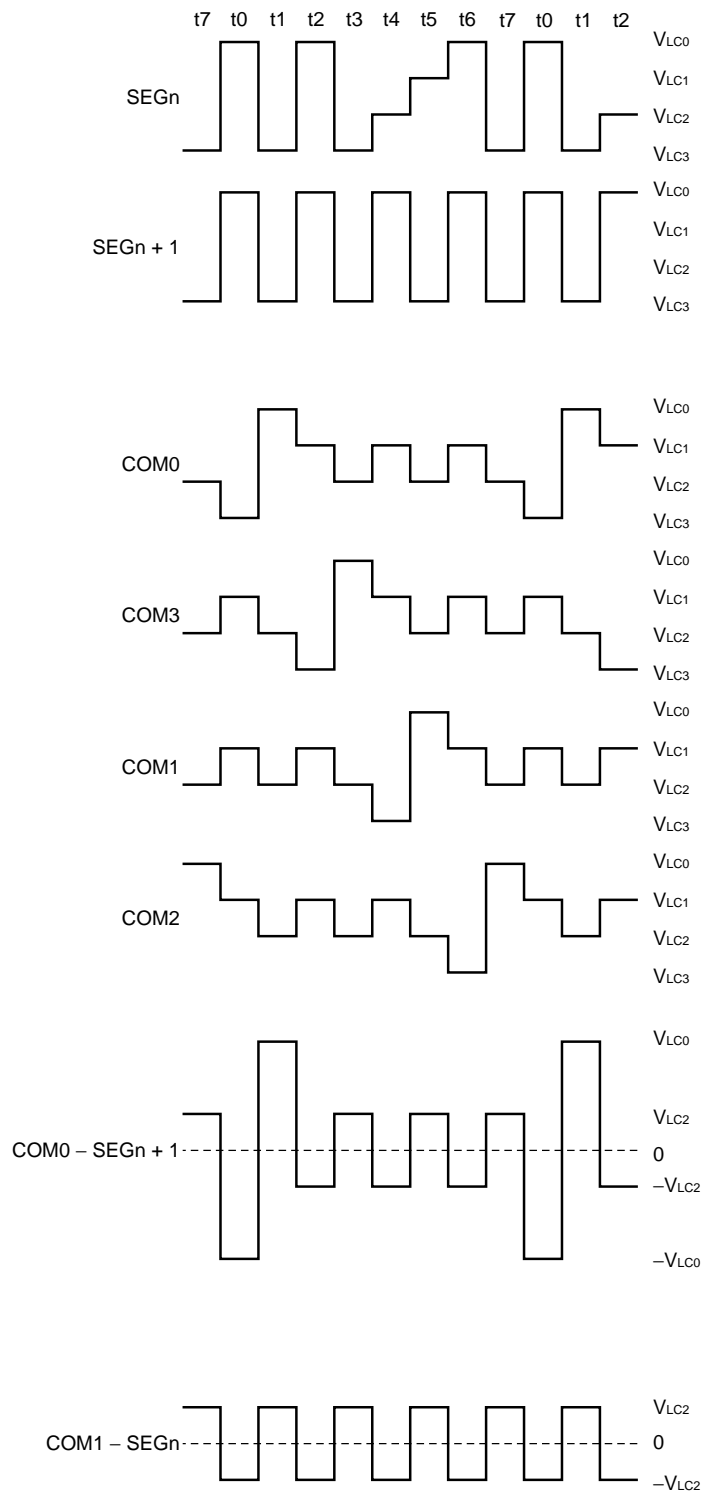 t7 t0 t1 t2 t3 t4 t5 t6 t7 t0 t1 t2
SEGn
VLC0
VLC1
VLC2
VLC3
SEGn + 1
VLC0
VLC1
VLC2
VLC3
COM0
VLC0
VLC1
VLC2
VLC3
COM3
VLC0
VLC1
VLC2
VLC3
COM1
VLC0
VLC1
VLC2
VLC3
COM2
VLC0
VLC1
VLC2
VLC3
COM0 – SEGn + 1
VLC0
VLC2
0
–VLC2
–VLC0
COM1 – SEGn
VLC2
0
–VLC2